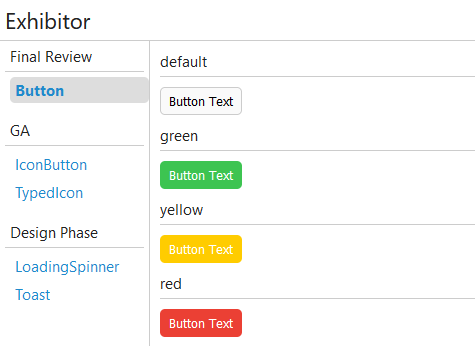 Exhibitor
Final Review
Button
GA
IconButton
TypedIcon
Design Phase
LoadingSpinner
Toast
default
Button Text
green
Button Text
yellow
Button Text
red
Button Text